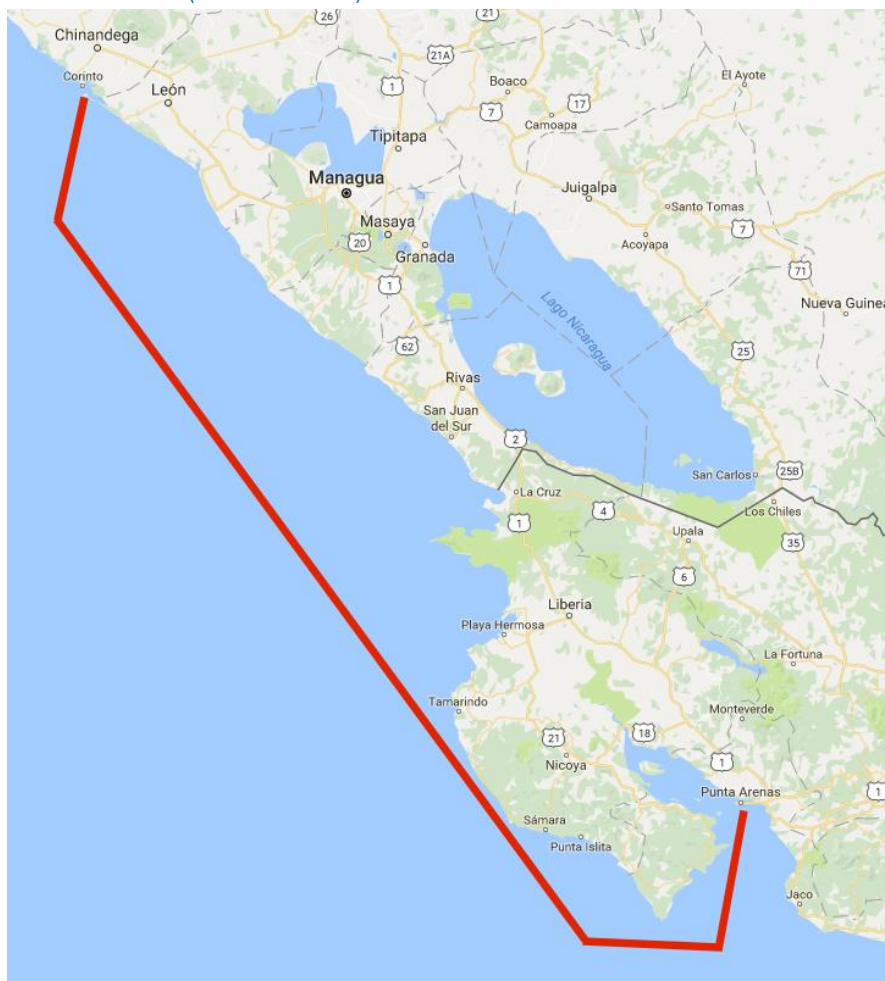 26
21
Chinandega
21A
Corinto
León
1
Boaco
El Ayote
7
17
Camoapa
Tipitapa
Managua
Juigalpa
Santo Tomas
Masaya
7
20
Granada
Acoyapa
71
1
Lago Nicaragua
Nueva Guinea
62
25
Rivas
San Juan
del Sur
2
San Carlos
25B
La Cruz
Los Chiles
1
4
Upala
35
6
Liberia
Playa Hermosa
La Fortuna
Tamarindo
Monteverde
21
18
Nicoya
1
Punta Arenas
1
Sámara
Punta Islita
Jaco